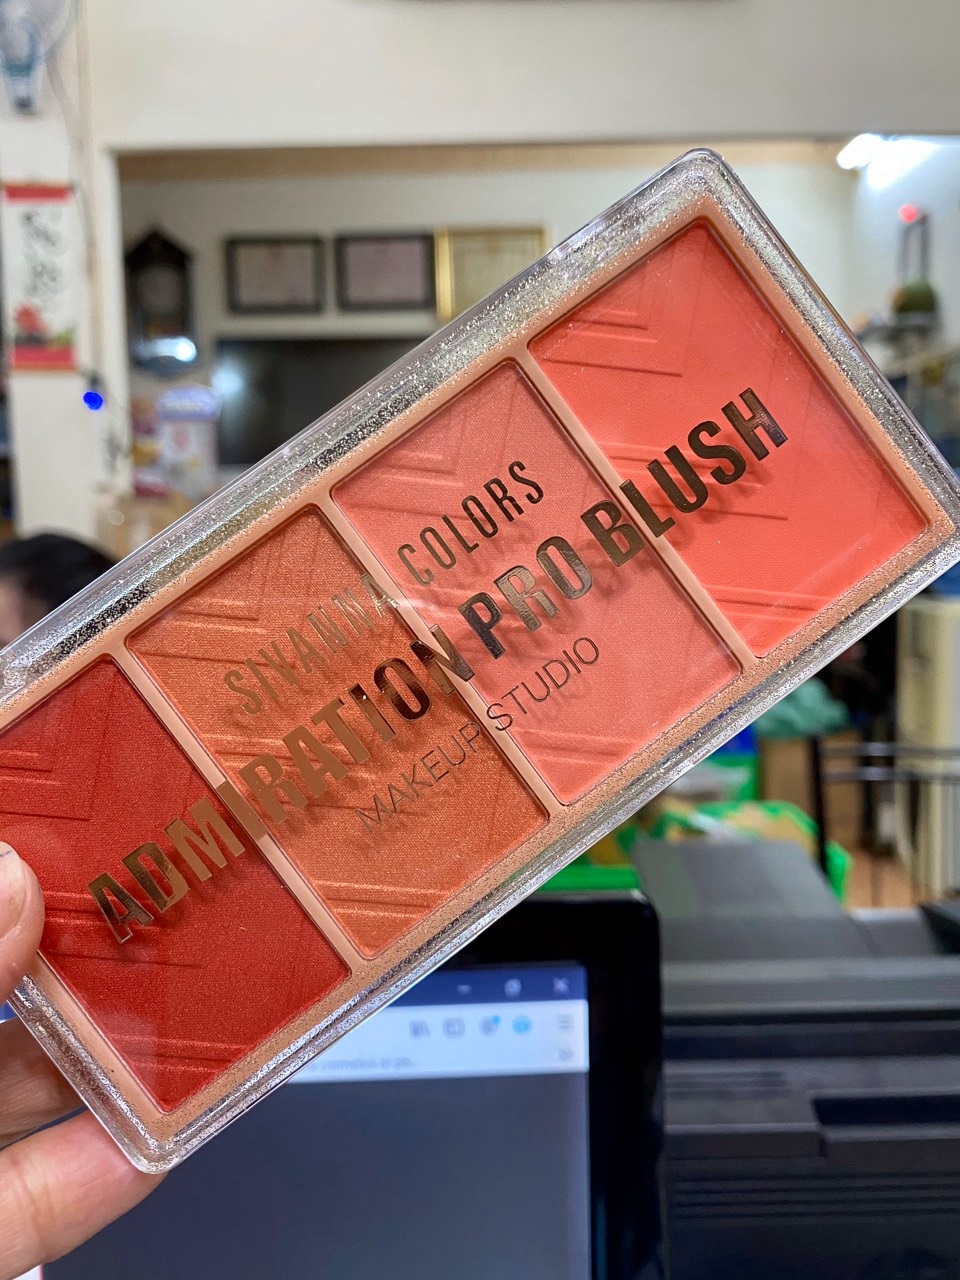 SIVANNA COLORS
ADMIRATION PRO BLUSH
MAKEUP STUDIO